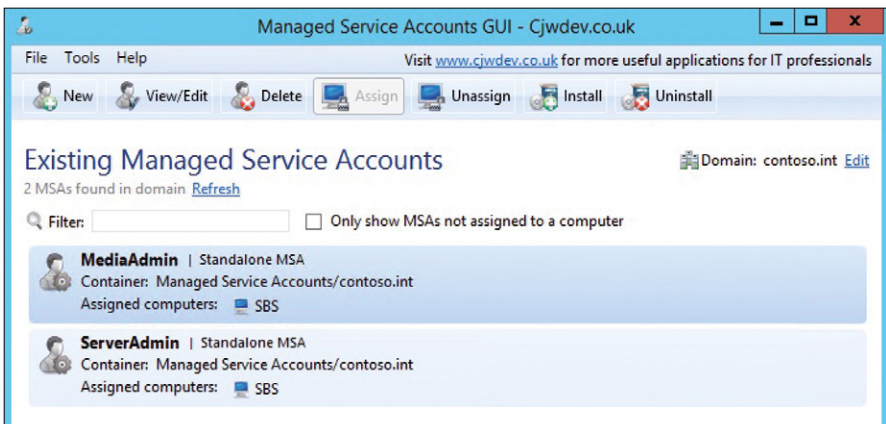 Managed Service Accounts GUI - Cjwdev.co.uk
File Tools Help
Visit www.cjwdev.co.uk for more useful applications for IT professionals
New View/Edit Delete Assign Unassign Install Uninstall
Existing Managed Service Accounts
Domain: contoso.int Edit
2 MSAs found in domain Refresh
Filter: Only show MSAs not assigned to a computer
MediaAdmin | Standalone MSA
Container: Managed Service Accounts/contoso.int
Assigned computers: SBS
ServerAdmin | Standalone MSA
Container: Managed Service Accounts/contoso.int
Assigned computers: SBS